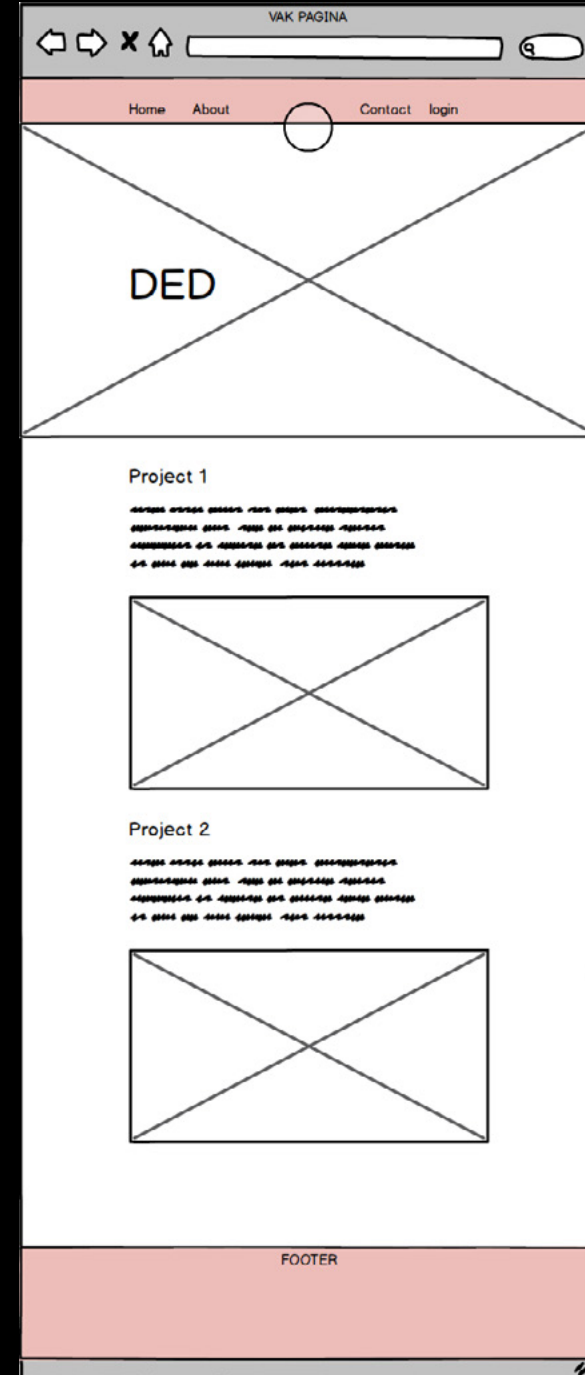 VAK PAGINA
Home About Contact login
DED
Project 1
Project 2
FOOTER